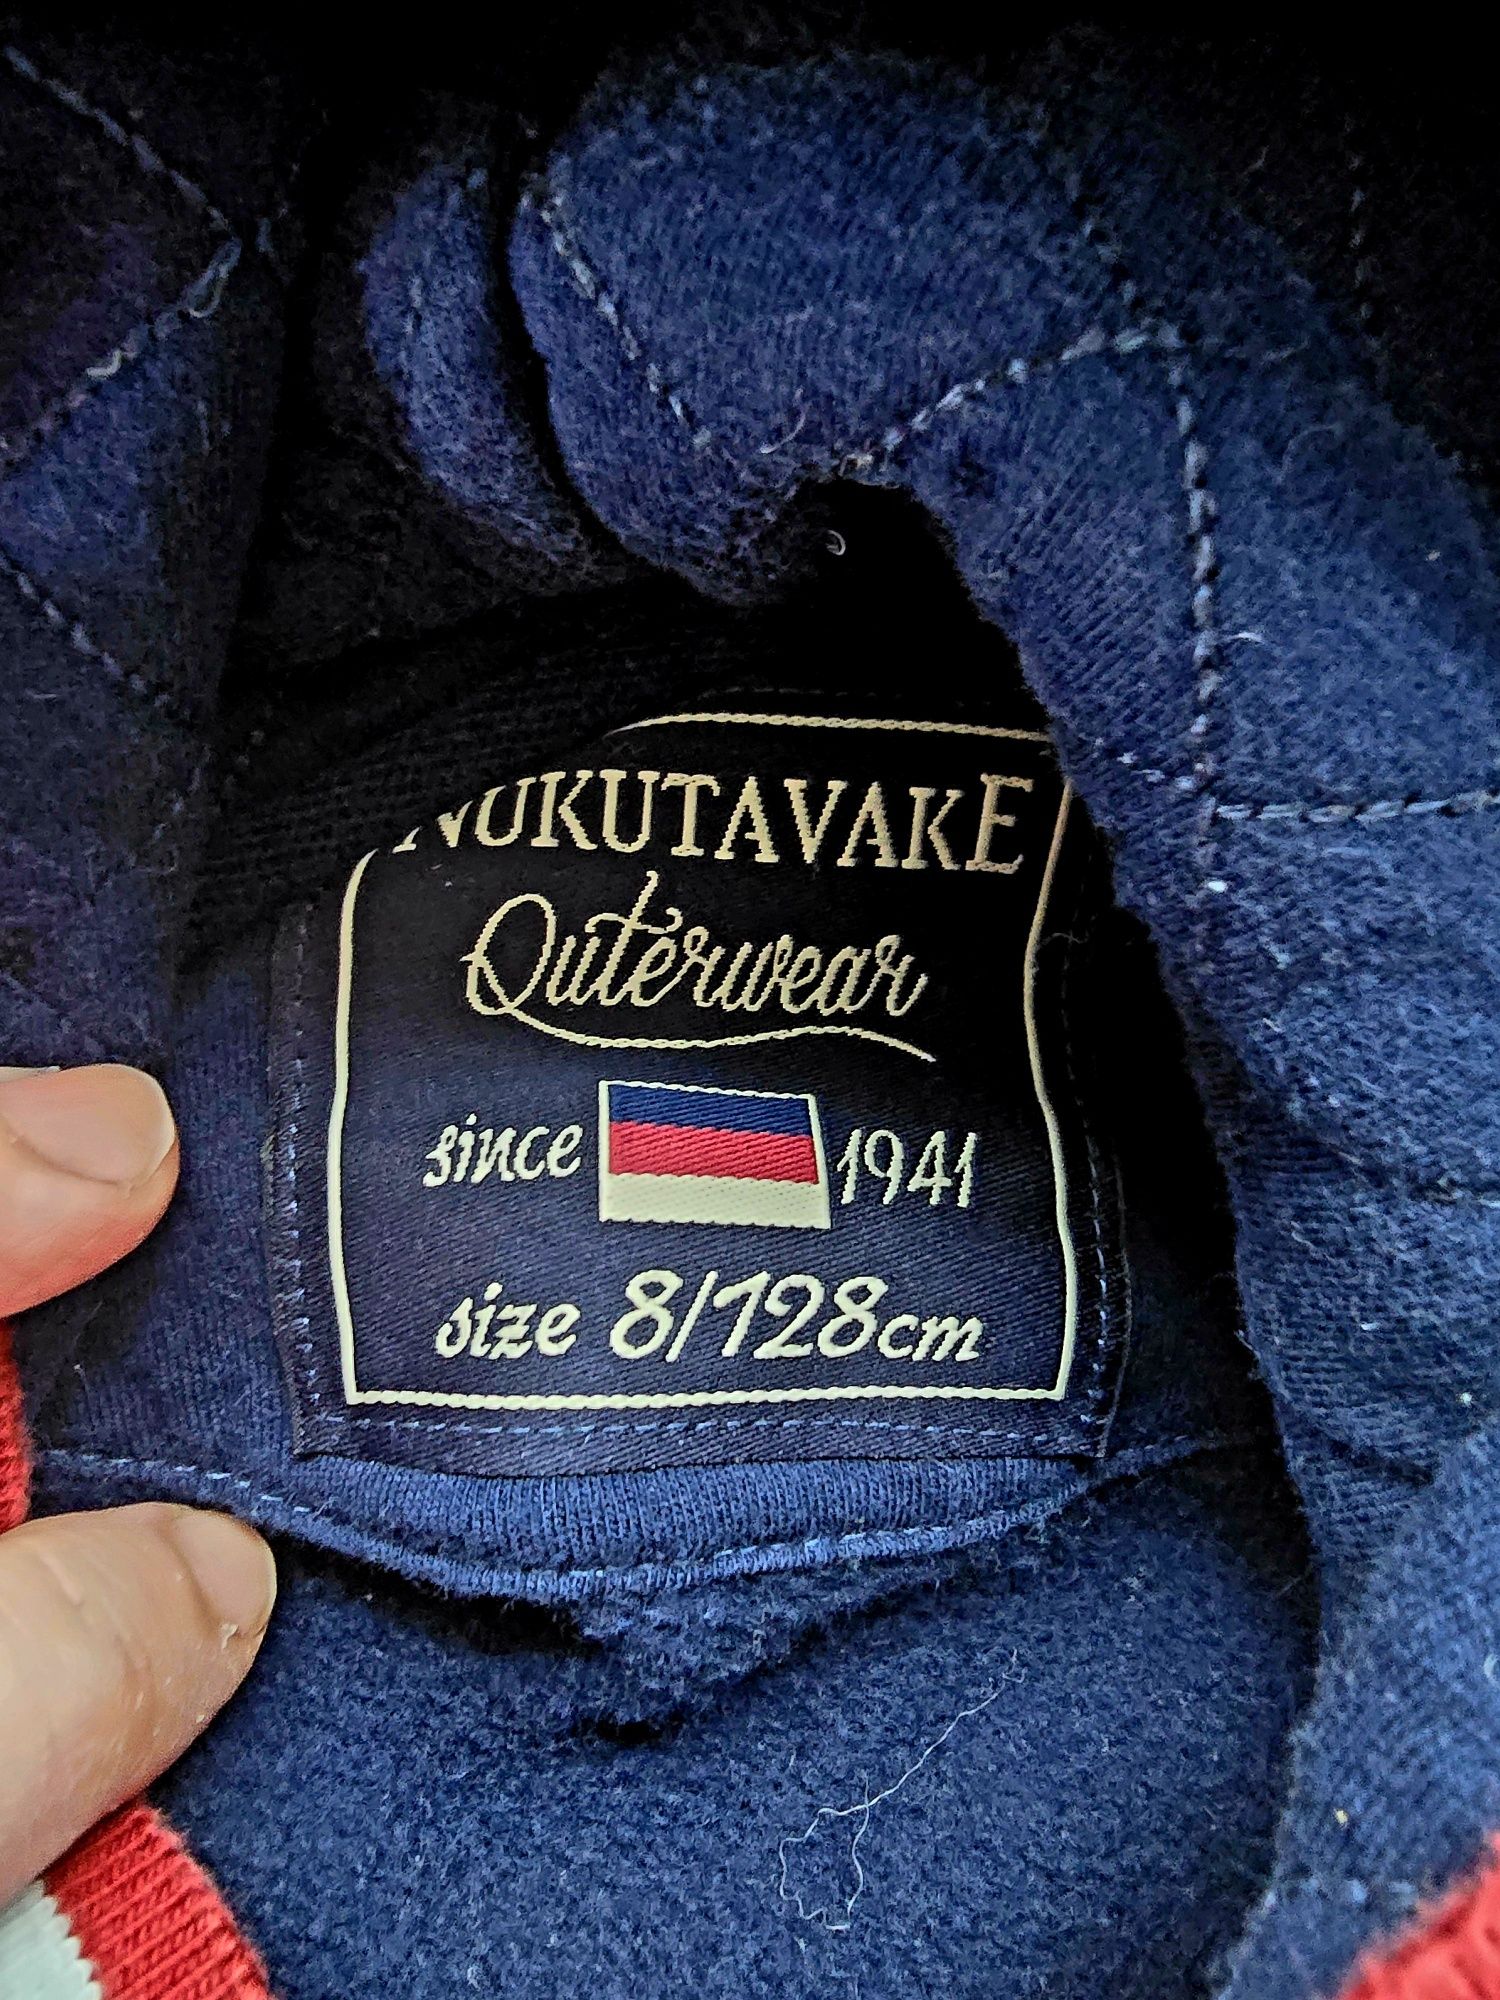 NUKUTAVAKE
Outerwear
since 1941
size 8/128cm